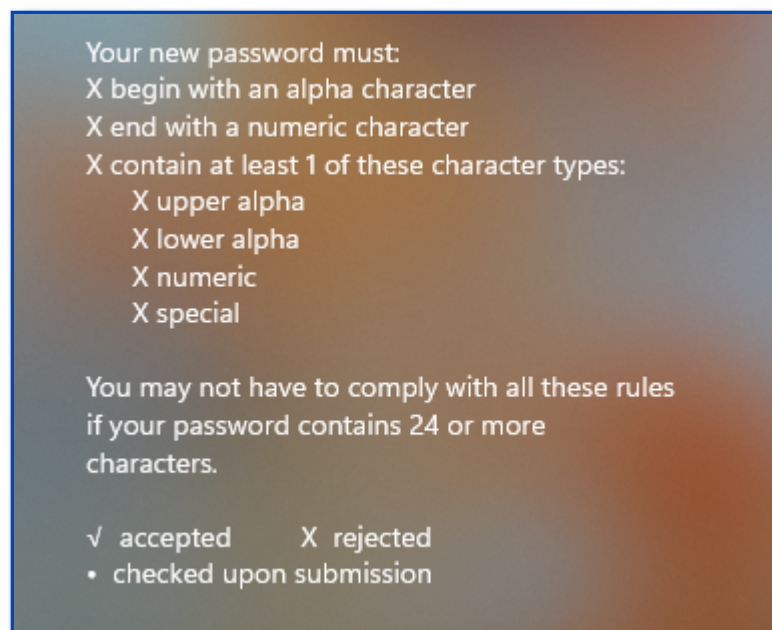 Your new password must:
X begin with an alpha character
X end with a numeric character
X contain at least 1 of these character types:
X upper alpha
X lower alpha
X numeric
X special
You may not have to comply with all these rules
if your password contains 24 or more
characters.
√ accepted X rejected
• checked upon submission